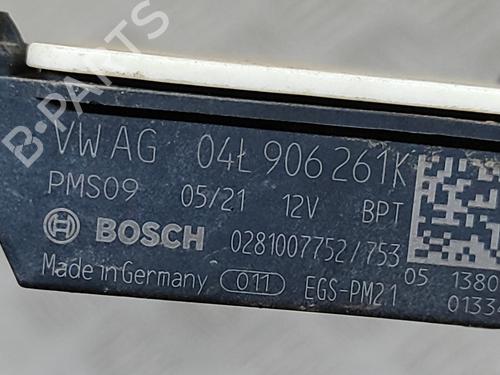 B-PARTS
VW AG 04L 906 261K
PMS09 05/21 12V BPT
BOSCH 0281007752/753
Made in Germany 011 EGS-PM21
05 1380
01334